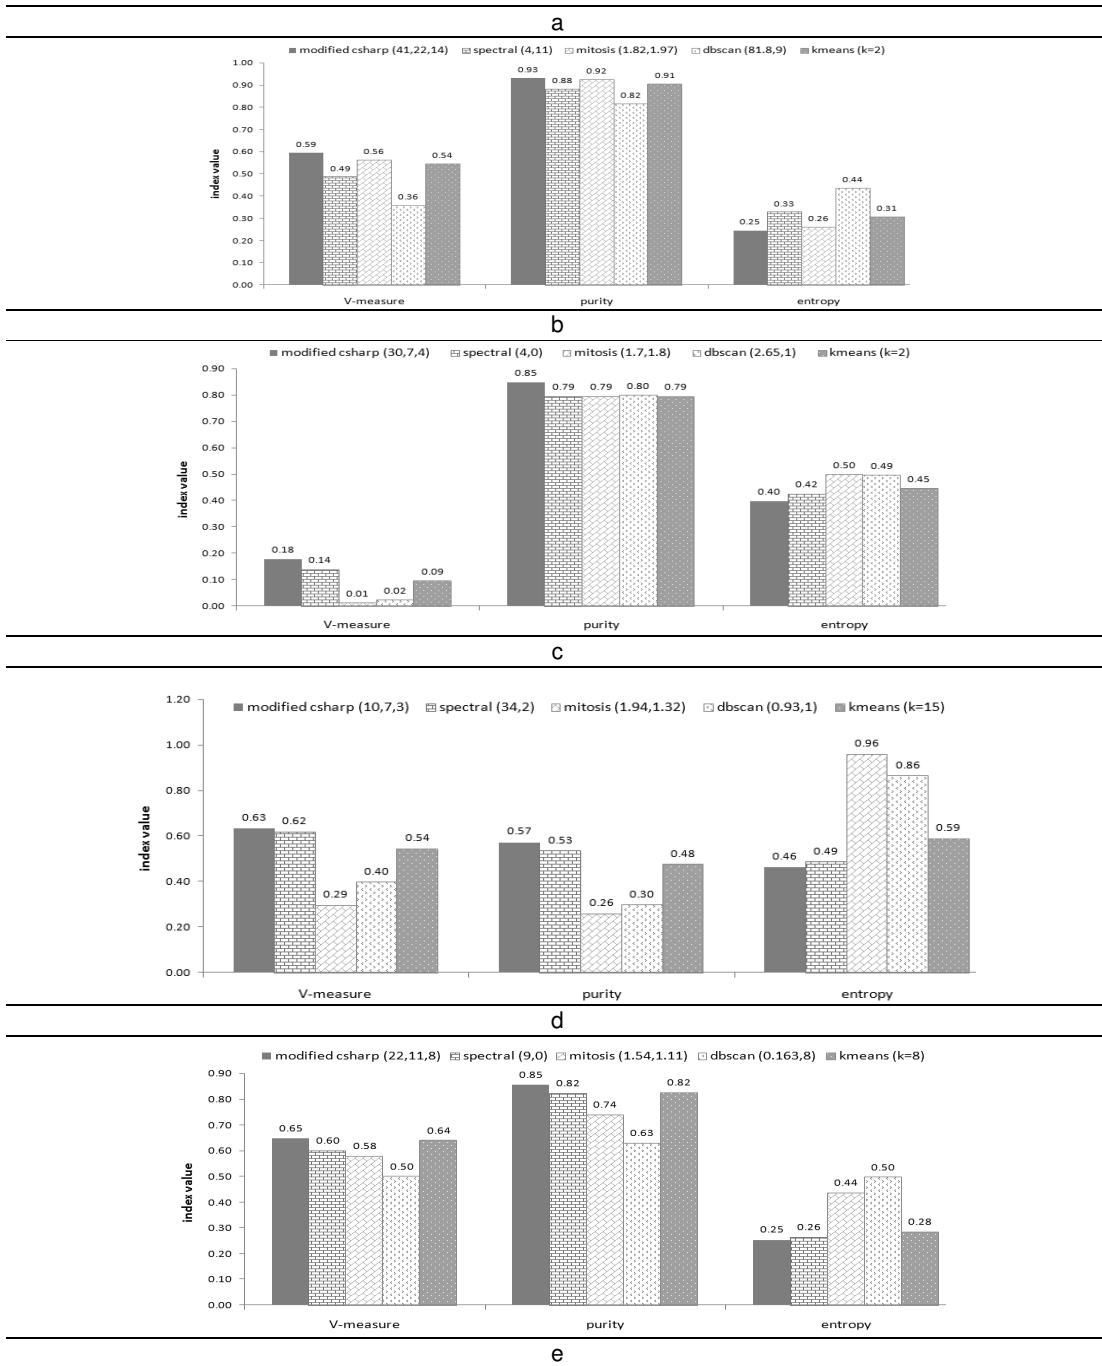 a
modified csharp (41,22,14) spectral (4,11) mitosis (1.82,1.97) dbscan (81.8,9) kmeans (k=2)
index value
1.00
0.90
0.80
0.70
0.60
0.50
0.40
0.30
0.20
0.10
0.00
0.59 0.49 0.56 0.36 0.54
0.93 0.88 0.92 0.82 0.91
0.25 0.33 0.26 0.44 0.31
V-measure purity entropy
b
modified csharp (30,7,4) spectral (4,0) mitosis (1.7,1.8) dbscan (2.65,1) kmeans (k=2)
index value
0.90
0.80
0.70
0.60
0.50
0.40
0.30
0.20
0.10
0.00
0.18 0.14 0.01 0.02 0.09
0.85 0.79 0.79 0.80 0.79
0.40 0.42 0.50 0.49 0.45
V-measure purity entropy
c
modified csharp (10,7,3) spectral (34,2) mitosis (1.94,1.32) dbscan (0.93,1) kmeans (k=15)
index value
1.20
1.00
0.80
0.60
0.40
0.20
0.00
0.63 0.62 0.29 0.40 0.54
0.57 0.53 0.26 0.30 0.48
0.46 0.49 0.96 0.86 0.59
V-measure purity entropy
d
modified csharp (22,11,8) spectral (9,0) mitosis (1.54,1.11) dbscan (0.163,8) kmeans (k=8)
index value
0.90
0.80
0.70
0.60
0.50
0.40
0.30
0.20
0.10
0.00
0.65 0.60 0.58 0.50 0.64
0.85 0.82 0.74 0.63 0.82
0.25 0.26 0.44 0.50 0.28
V-measure purity entropy
e